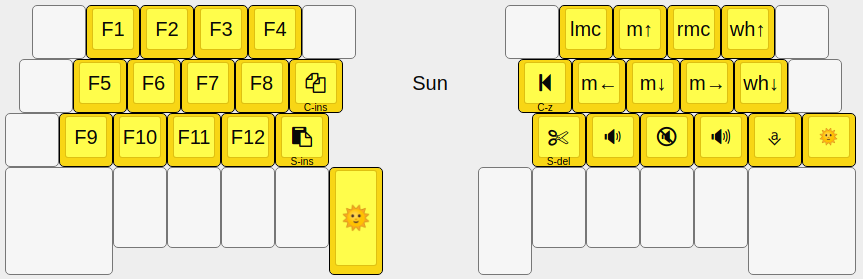 F1 F2 F3 F4 lmc m↑ rmc wh↑
F5 F6 F7 F8 C-ins Sun C-z m← m↓ m→ wh↓
F9 F10 F11 F12 S-ins S-del a